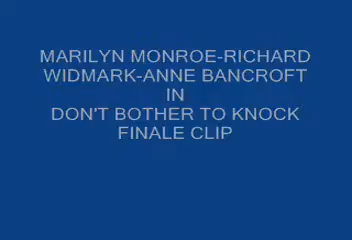 MARILYN MONROE-RICHARD
WIDMARK-ANNE BANCROFT
IN
DON'T BOTHER TO KNOCK
FINALE CLIP